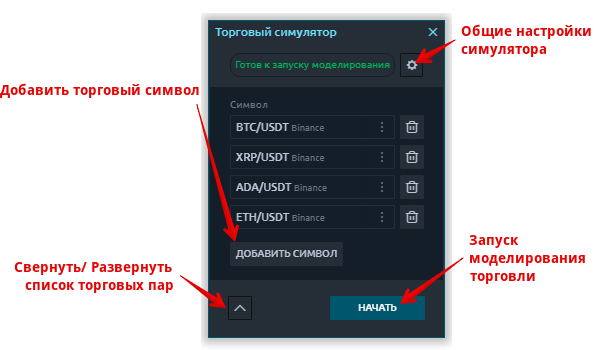 Торговый симулятор
Готов к запуску моделирования
Общие настройки
симулятора
Добавить торговый символ
Символ
BTC/USDT Binance
XRP/USDT Binance
ADA/USDT Binance
ETH/USDT Binance
ДОБАВИТЬ СИМВОЛ
Запуск
моделирования
торговли
Свернуть/ Развернуть
список торговых пар
НАЧАТЬ